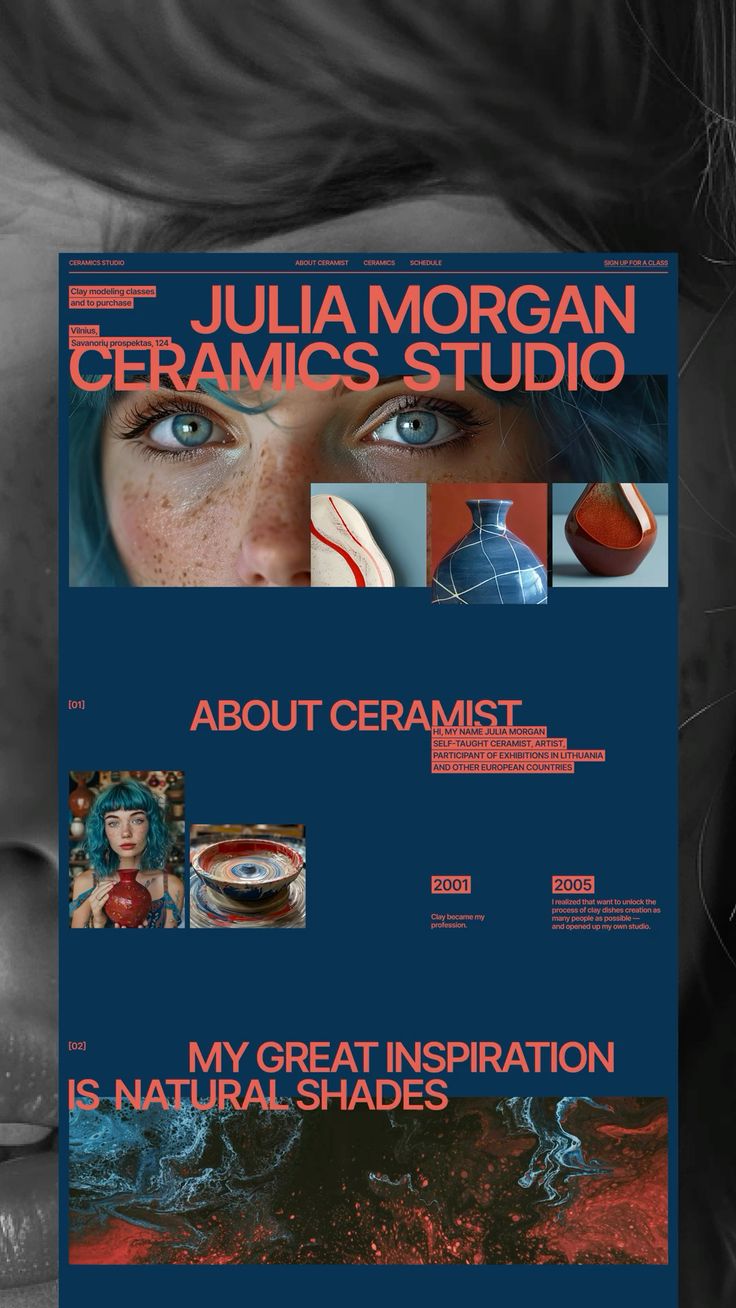 CERAMICS STUDIO
ABOUT CERAMIST
CERAMICS
SCHEDULE
SIGN UP FOR A CLASS
Clay modeling classes
and to purchase
Vilnius,
Savanorių prospektas, 124
JULIA MORGAN
CERAMICS STUDIO
[01]
ABOUT CERAMIST
HI, MY NAME JULIA MORGAN
SELF-TAUGHT CERAMIST, ARTIST,
PARTICIPANT OF EXHIBITIONS IN LITHUANIA
AND OTHER EUROPEAN COUNTRIES
2001
Clay became my
profession.
2005
I realized that want to unlock the
process of clay dishes creation as
many people as possible —
and opened up my own studio.
[02]
MY GREAT INSPIRATION
IS NATURAL SHADES